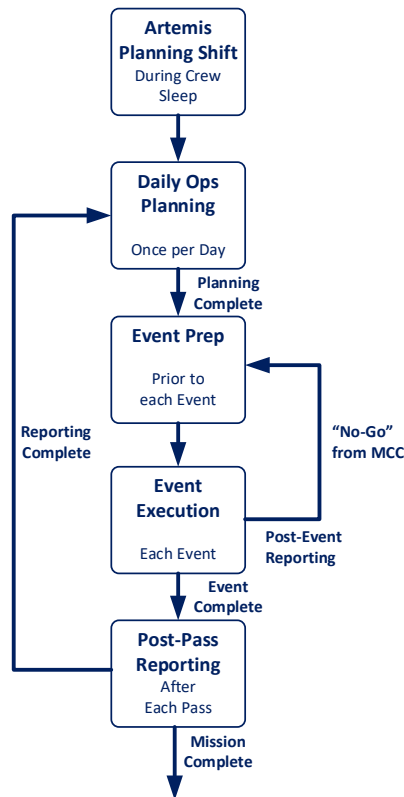 Artemis
Planning Shift
During Crew
Sleep
Daily Ops
Planning
Once per Day
Planning
Complete
Event Prep
Prior to
each Event
Reporting
Complete
“No-Go”
from MCC
Event
Execution
Each Event
Post-Event
Reporting
Event
Complete
Post-Pass
Reporting
After
Each Pass
Mission
Complete